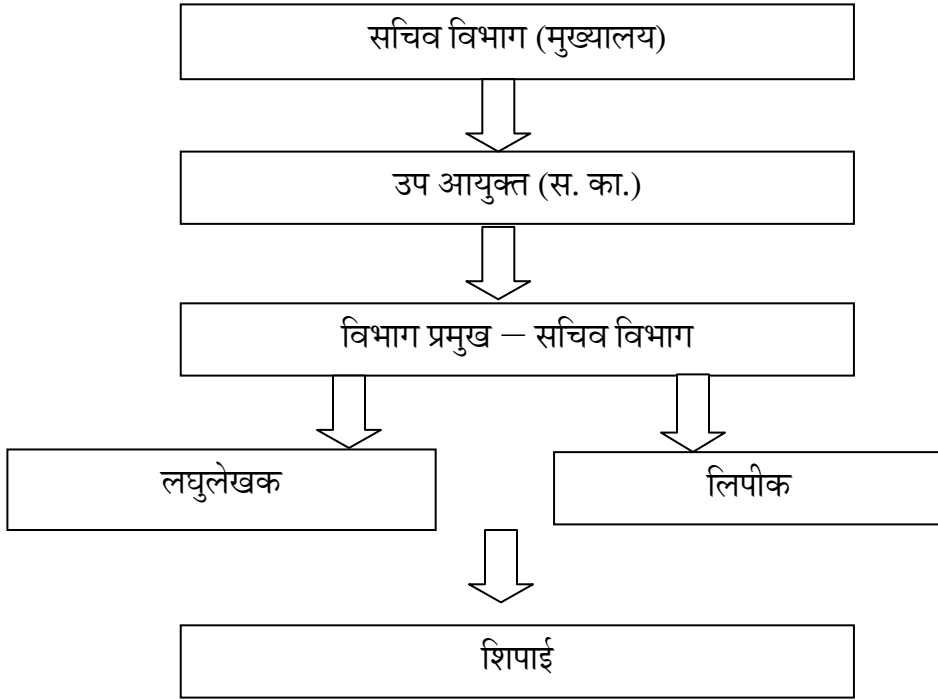 सचिव विभाग (मुख्यालय)
उप आयुक्त (स. का.)
विभाग प्रमुख – सचिव विभाग
लघुलेखक
लिपीक
शिपाई